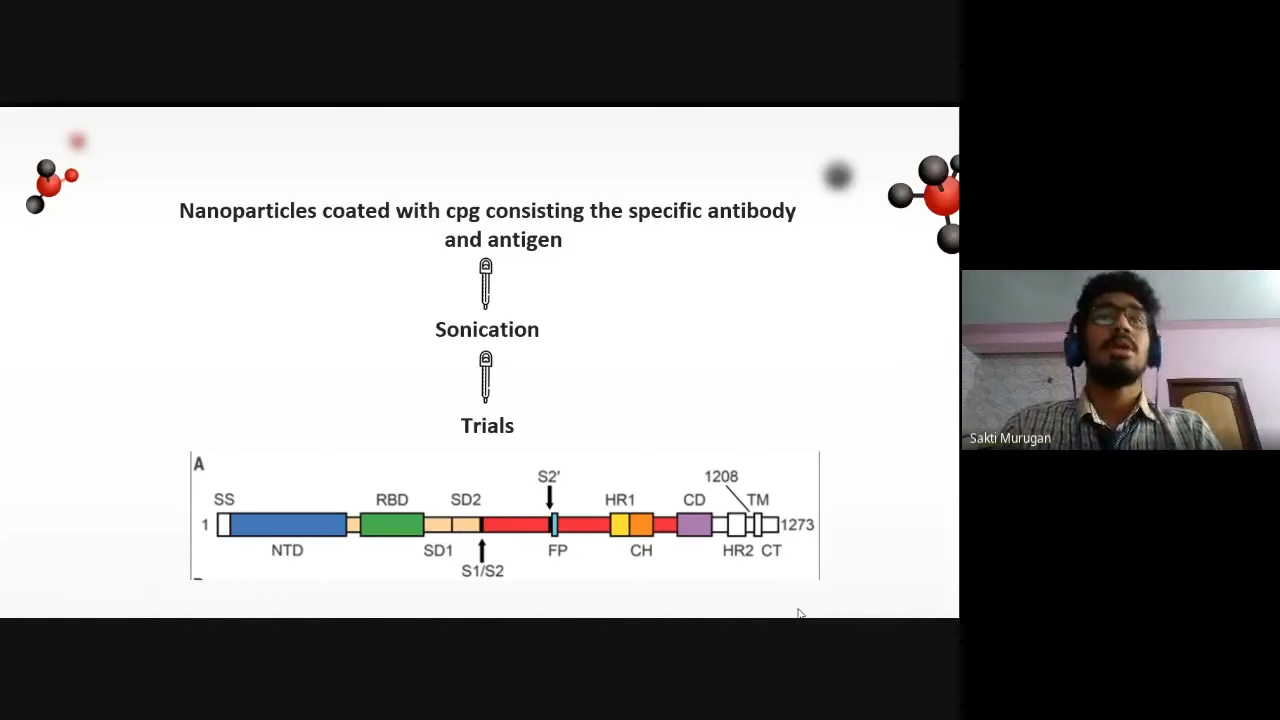 Nanoparticles coated with cpg consisting the specific antibody
and antigen
Sonication
Trials
A
S2′
1208
SS
RBD
SD2
HR1
CD
TM
1
1273
NTD
SD1
FP
CH
HR2
CT
S1/S2
Sakti Murugan